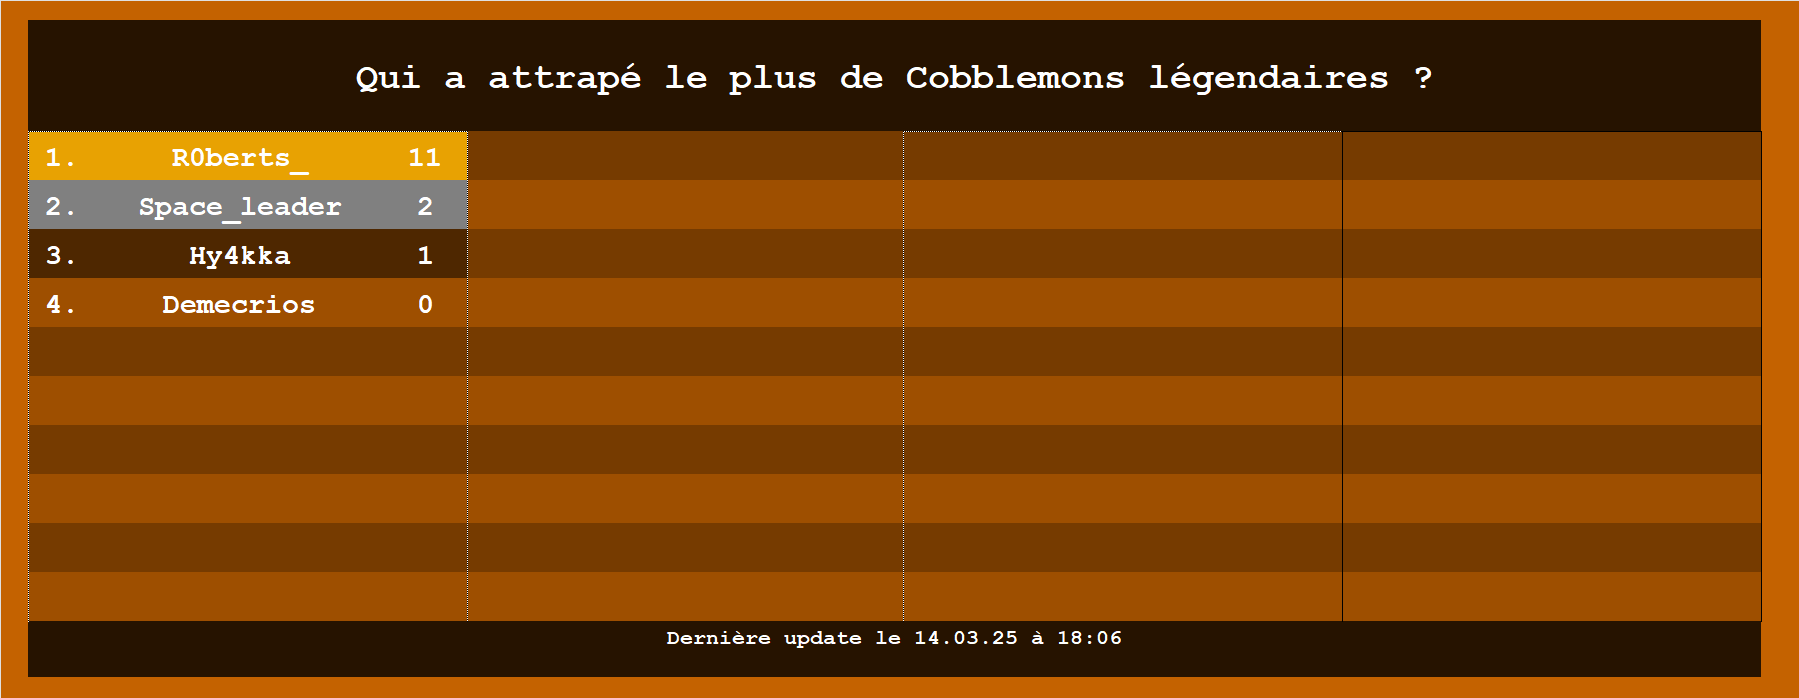 Qui a attrapé le plus de Cobblemons légendaires ?
1. R0berts_ 11
2. Space_leader 2
3. Hy4kka 1
4. Demecrios 0
Dernière update le 14.03.25 à 18:06